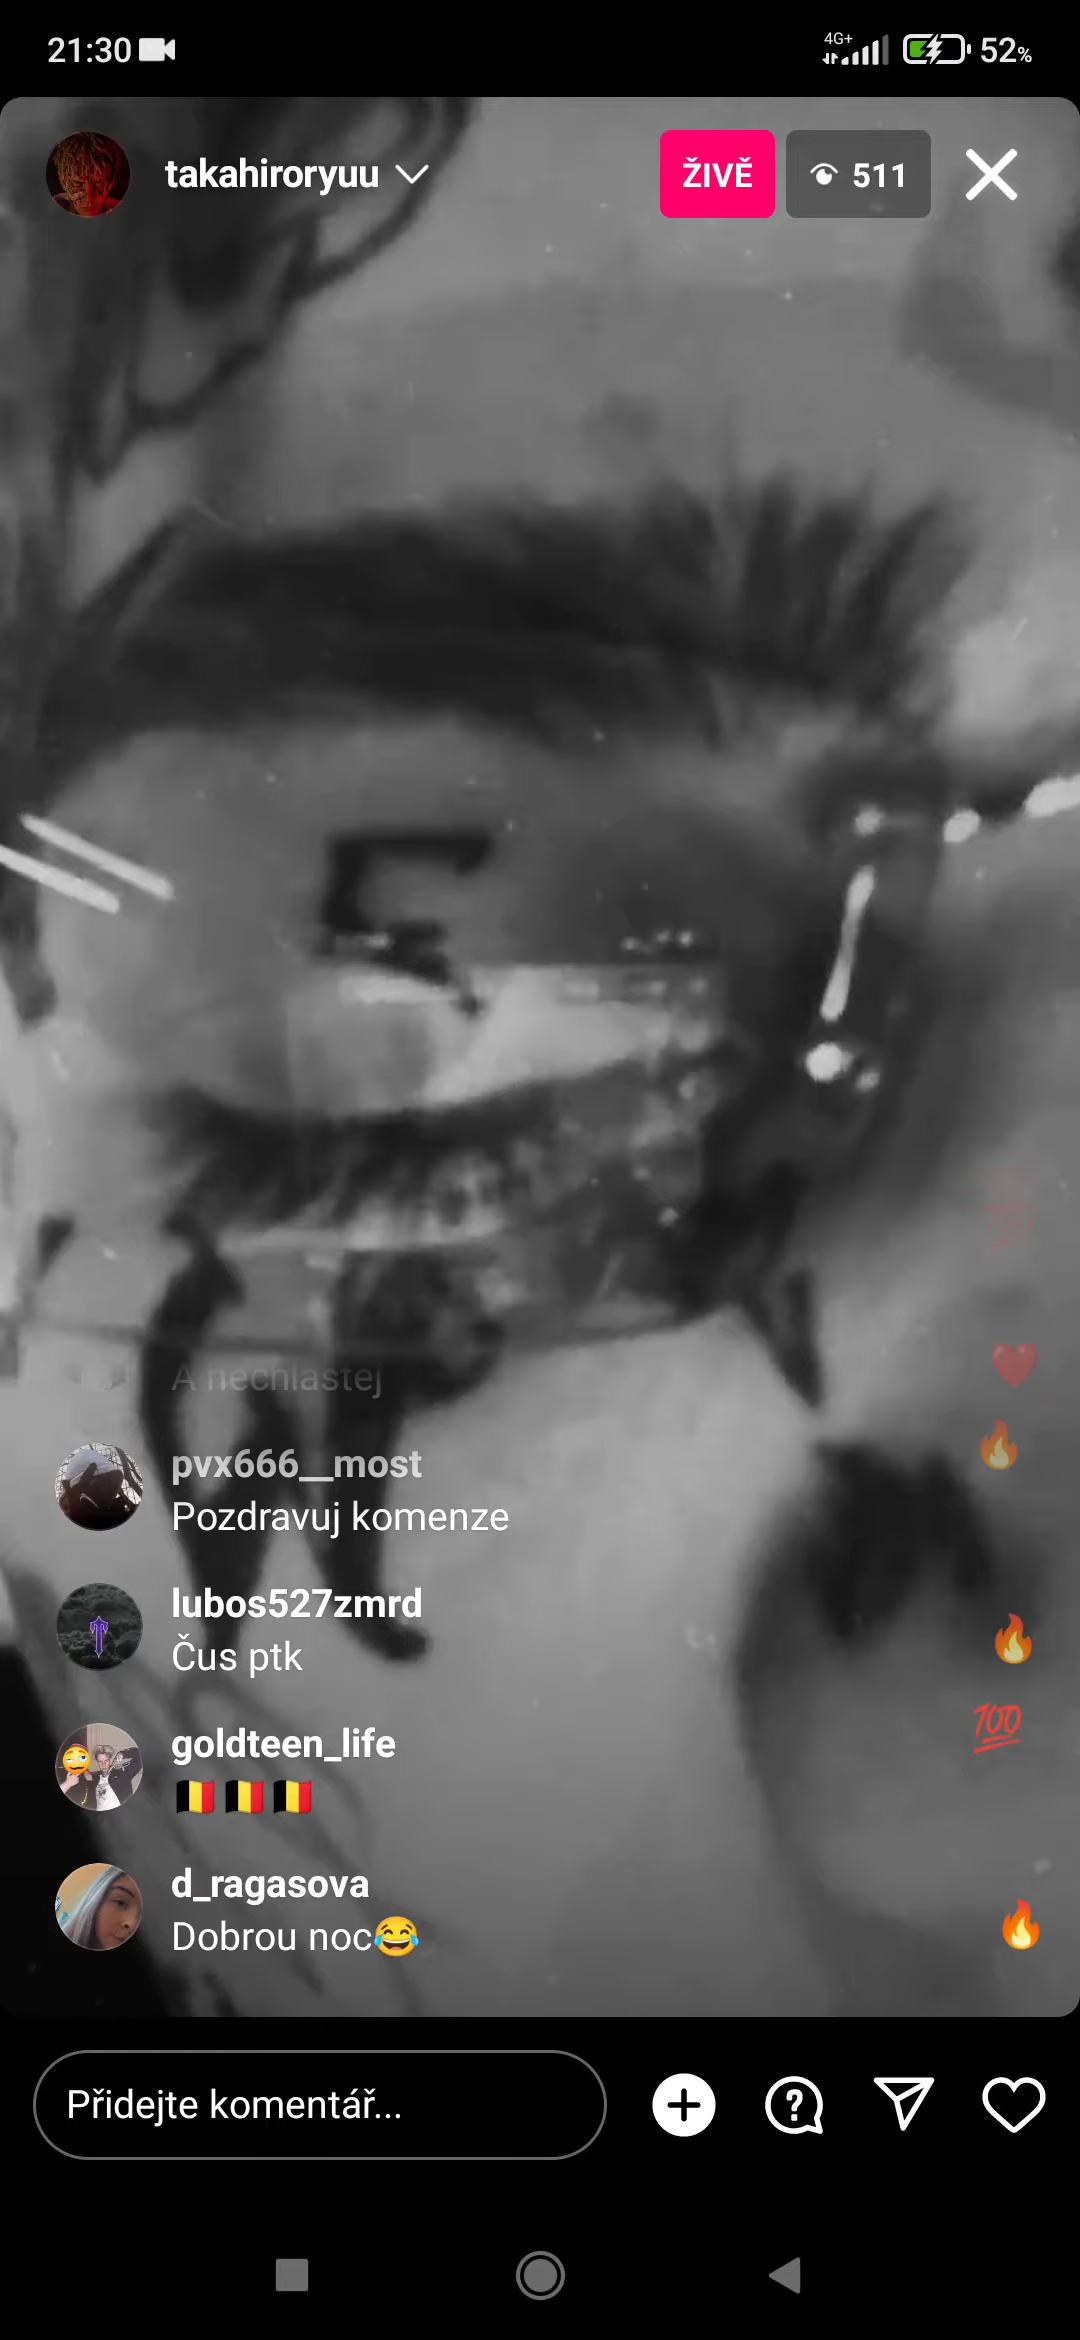 21:30
4G+
52%
takahiroryuu
ŽIVĚ
511
A nechlastej
pvx666__most
Pozdravuj komenze
lubos527zmrd
Čus ptk
goldteen_life
🇧🇪🇧🇪🇧🇪
d_ragasova
Dobrou noc😂
Přidejte komentář...